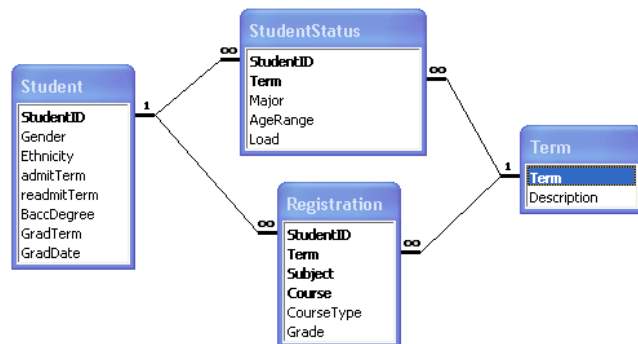 Student
StudentID
Gender
Ethnicity
admitTerm
readmitTerm
BaccDegree
GradTerm
GradDate
1
∞
∞
StudentStatus
StudentID
Term
Major
AgeRange
Load
∞
Registration
StudentID
Term
Subject
Course
CourseType
Grade
∞
1
Term
Term
Description